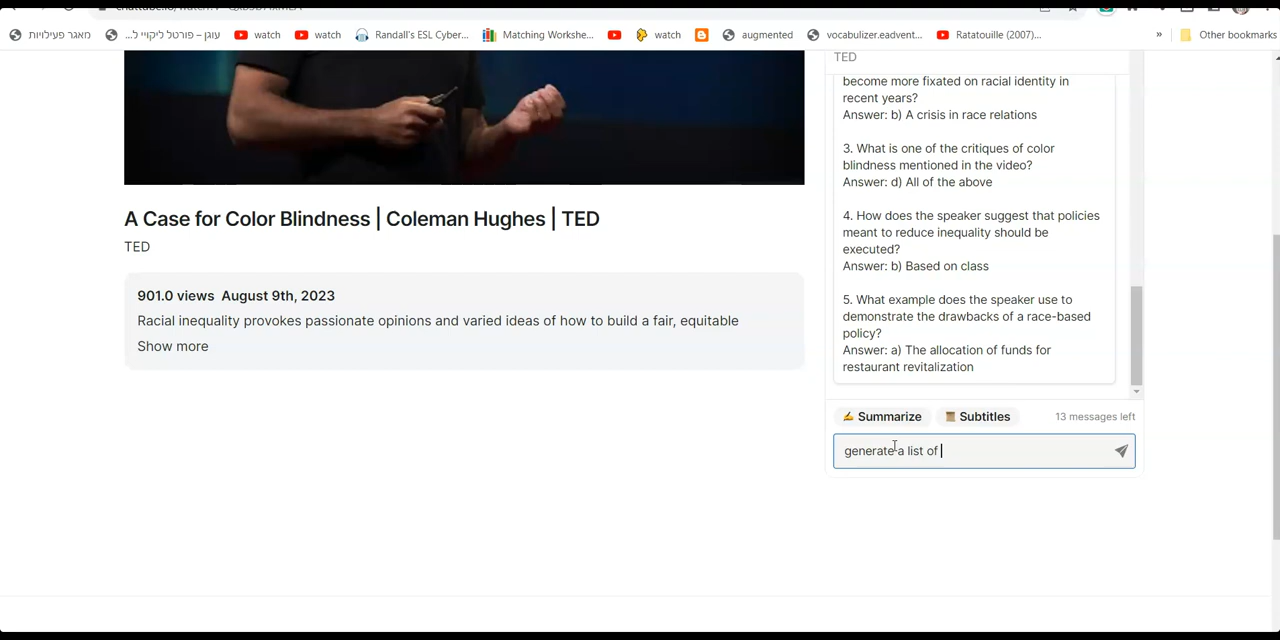 מאגר פעילויות
עוגן – פורטל ליקויי ל...
watch
watch
Randall's ESL Cyber...
Matching Workshe...
watch
augmented
vocabulizer.eadvent...
Ratatouille (2007)...
»
Other bookmarks
A Case for Color Blindness | Coleman Hughes | TED
TED
901.0 views August 9th, 2023
Racial inequality provokes passionate opinions and varied ideas of how to build a fair, equitable
Show more
TED
become more fixated on racial identity in
recent years?
Answer: b) A crisis in race relations
3. What is one of the critiques of color
blindness mentioned in the video?
Answer: d) All of the above
4. How does the speaker suggest that policies
meant to reduce inequality should be
executed?
Answer: b) Based on class
5. What example does the speaker use to
demonstrate the drawbacks of a race-based
policy?
Answer: a) The allocation of funds for
restaurant revitalization
Summarize
Subtitles
13 messages left
generate a list of